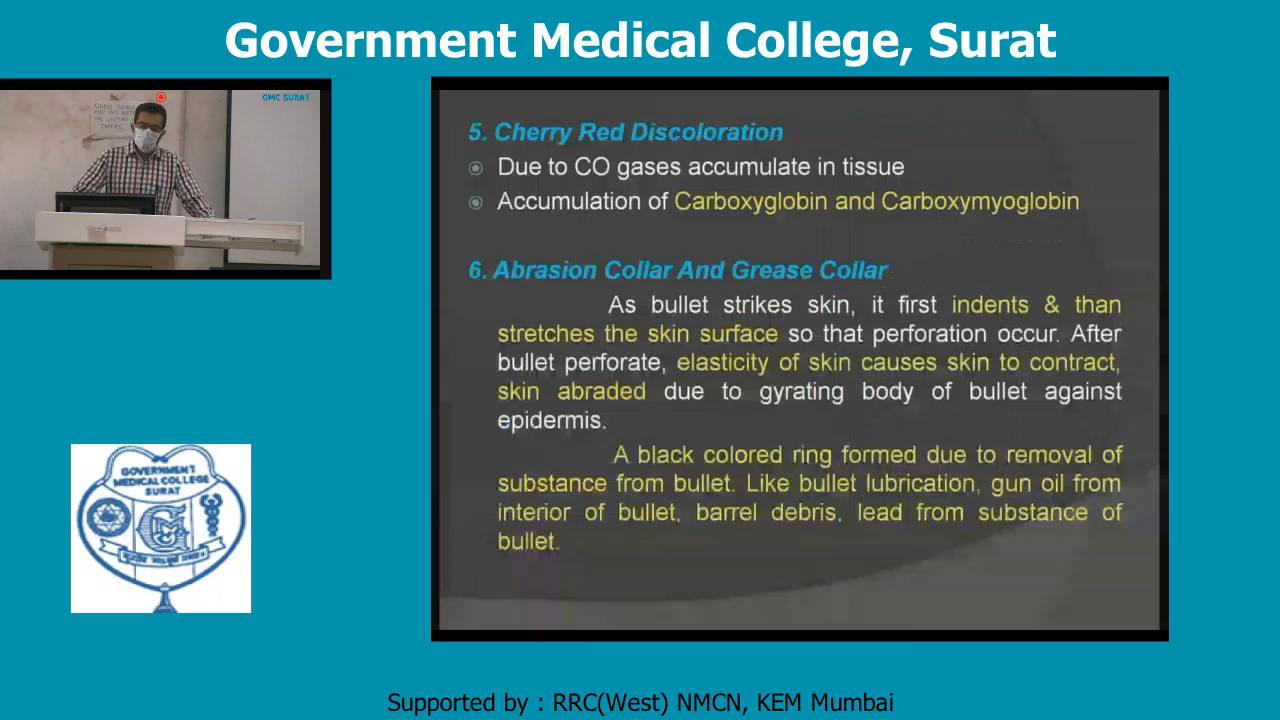 Government Medical College, Surat
GMC SURAT
5. Cherry Red Discoloration
Due to CO gases accumulate in tissue
Accumulation of Carboxyglobin and Carboxymyoglobin
6. Abrasion Collar And Grease Collar
As bullet strikes skin, it first indents & than
stretches the skin surface so that perforation occur. After
bullet perforate, elasticity of skin causes skin to contract,
skin abraded due to gyrating body of bullet against
epidermis.
A black colored ring formed due to removal of
substance from bullet. Like bullet lubrication, gun oil from
interior of bullet, barrel debris, lead from substance of
bullet.
GOVERNMENT
MEDICAL COLLEGE
SURAT
Supported by : RRC(West) NMCN, KEM Mumbai